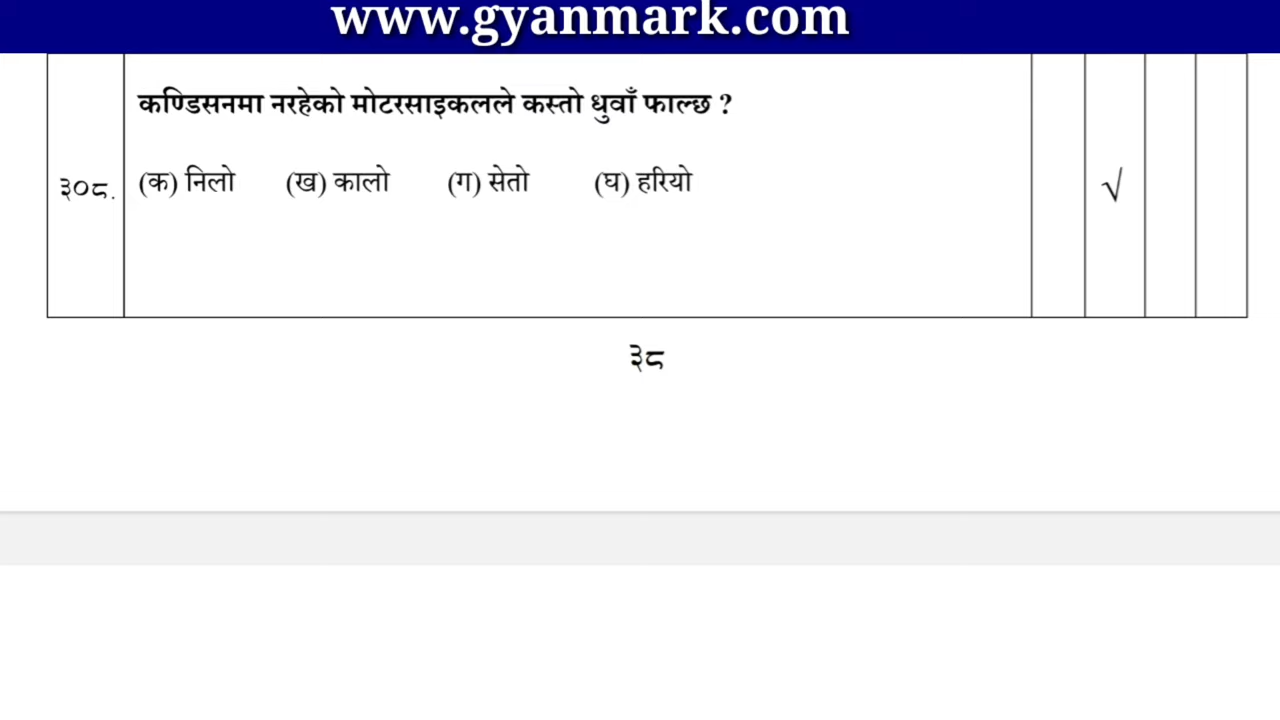 www.gyanmark.com
कण्डिसनमा नरहेको मोटरसाइकलले कस्तो धुवाँ फाल्छ ?
३०८. (क) निलो (ख) कालो (ग) सेतो (घ) हरियो √
३८